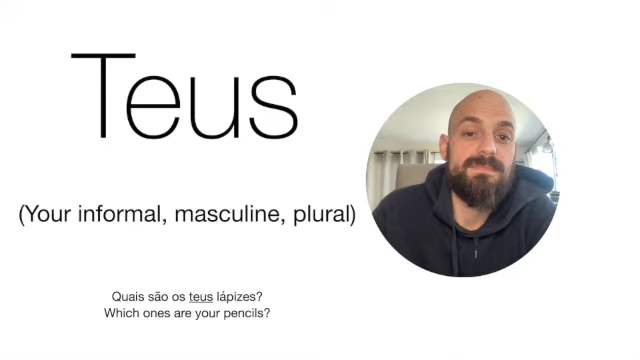 Teus
(Your informal, masculine, plural)
Quais são os teus lápizes?
Which ones are your pencils?